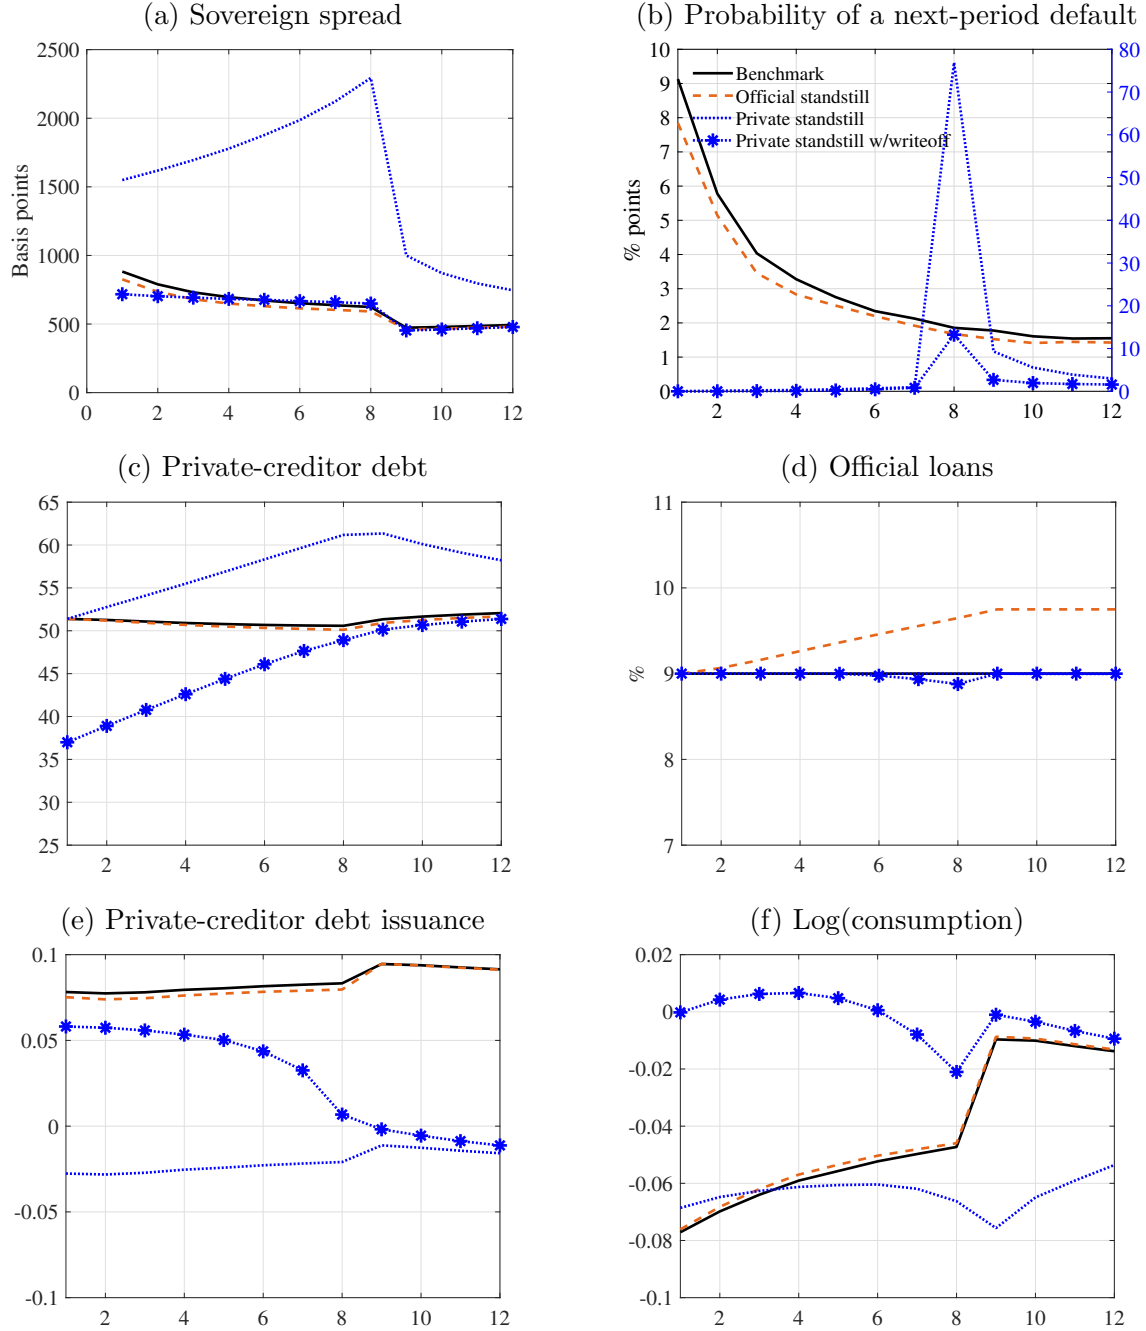 (a) Sovereign spread
2500
2000
1500
1000
500
0
Basis points
0 2 4 6 8 10 12
(b) Probability of a next-period default
10
9
8
7
6
5
4
3
2
1
0
% points
80
70
60
50
40
30
20
10
0
Benchmark
Official standstill
Private standstill
Private standstill w/writeoff
2 4 6 8 10 12
(c) Private-creditor debt
65
60
55
50
45
40
35
30
25
2 4 6 8 10 12
(d) Official loans
11
10
9
8
7
%
2 4 6 8 10 12
(e) Private-creditor debt issuance
0.1
0.05
0
-0.05
-0.1
2 4 6 8 10 12
(f) Log(consumption)
0.02
0
-0.02
-0.04
-0.06
-0.08
-0.1
2 4 6 8 10 12